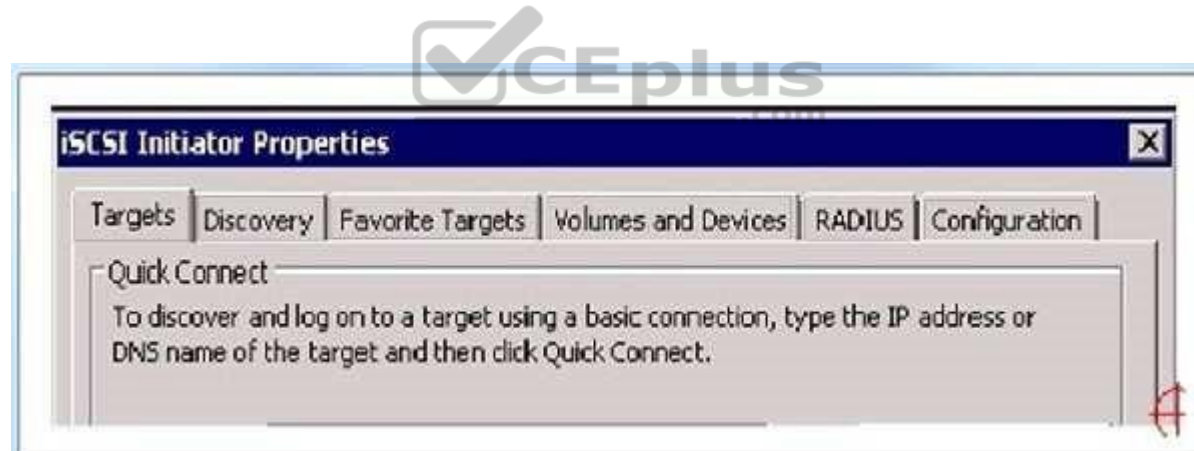 CEplus
.com
iSCSI Initiator Properties
Targets Discovery Favorite Targets Volumes and Devices RADIUS Configuration
Quick Connect
To discover and log on to a target using a basic connection, type the IP address or
DNS name of the target and then click Quick Connect.